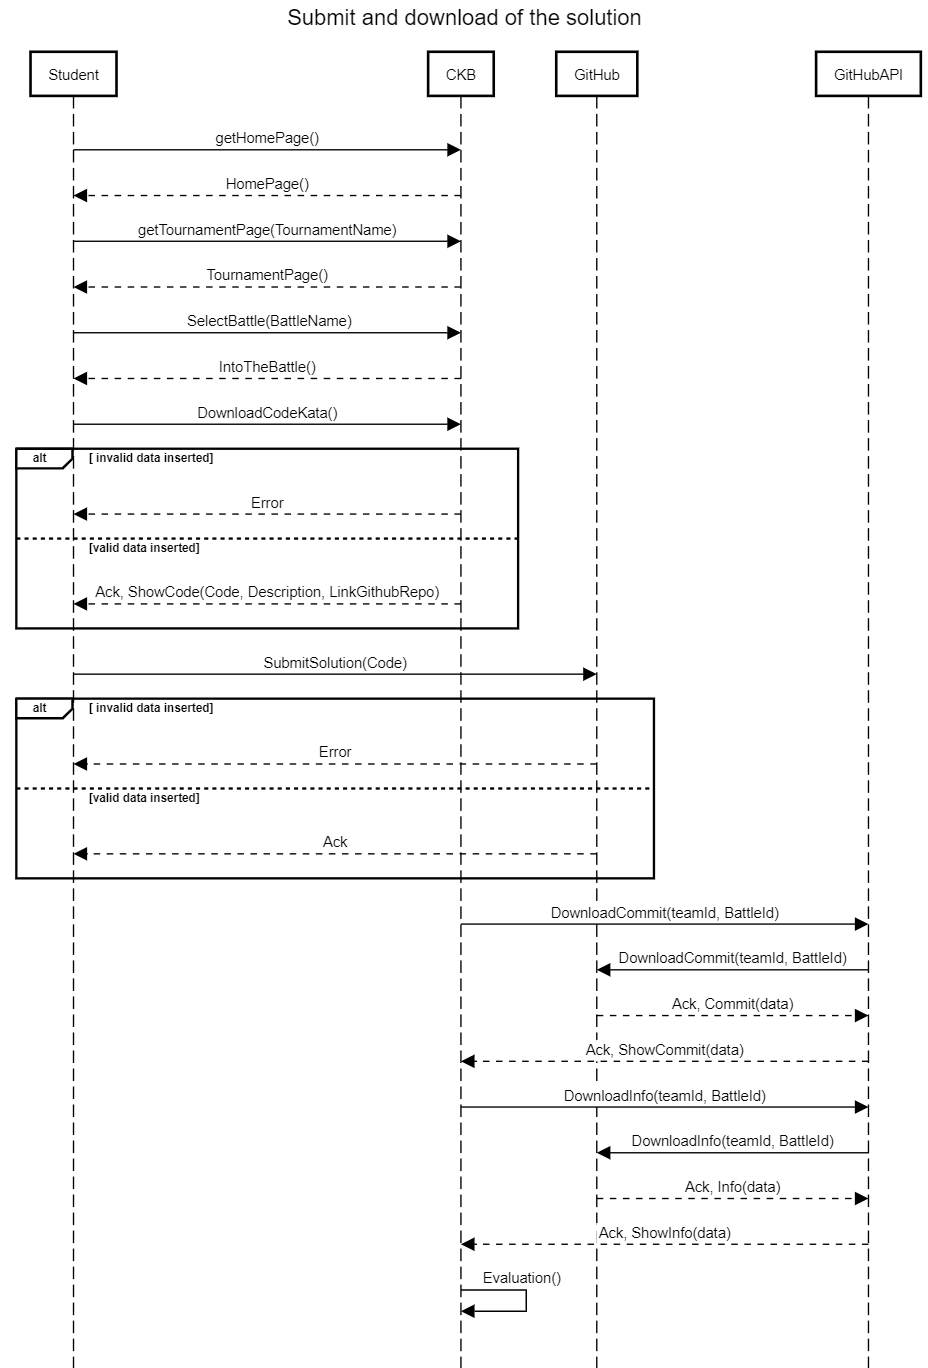 Submit and download of the solution
Student
CKB
GitHub
GitHubAPI
getHomePage()
HomePage()
getTournamentPage(TournamentName)
TournamentPage()
SelectBattle(BattleName)
IntoTheBattle()
DownloadCodeKata()
alt
[ invalid data inserted]
Error
[valid data inserted]
Ack, ShowCode(Code, Description, LinkGithubRepo)
SubmitSolution(Code)
alt
[ invalid data inserted]
Error
[valid data inserted]
Ack
DownloadCommit(teamId, BattleId)
DownloadCommit(teamId, BattleId)
Ack, Commit(data)
Ack, ShowCommit(data)
DownloadInfo(teamId, BattleId)
DownloadInfo(teamId, BattleId)
Ack, Info(data)
Ack, ShowInfo(data)
Evaluation()